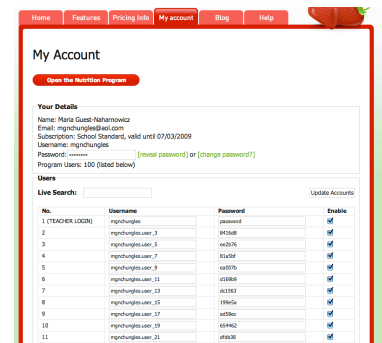 Home Features Pricing Info My account Blog Help
My Account
Open the Nutrition Program
Your Details
Name: Maria Guest-Naharnowicz
Email: mgnchungles@aol.com
Subscription: School Standard, valid until 07/03/2009
Username: mgnchungles
Password: -------- [reveal password] or [change password?]
Program Users: 100 (listed below)
Users
Live Search: Update Accounts
No. Username Password Enable
1 (TEACHER LOGIN) mgnchungles password
2 mgnchungles.user_3 8416d8
3 mgnchungles.user_5 ee2b76
4 mgnchungles.user_7 81a5bf
5 mgnchungles.user_9 ea007b
6 mgnchungles.user_11 d169b9
7 mgnchungles.user_13 dc1563
8 mgnchungles.user_15 199e5a
9 mgnchungles.user_17 ed58ec
10 mgnchungles.user_19 654462
11 mgnchungles.user_21 dfdb38